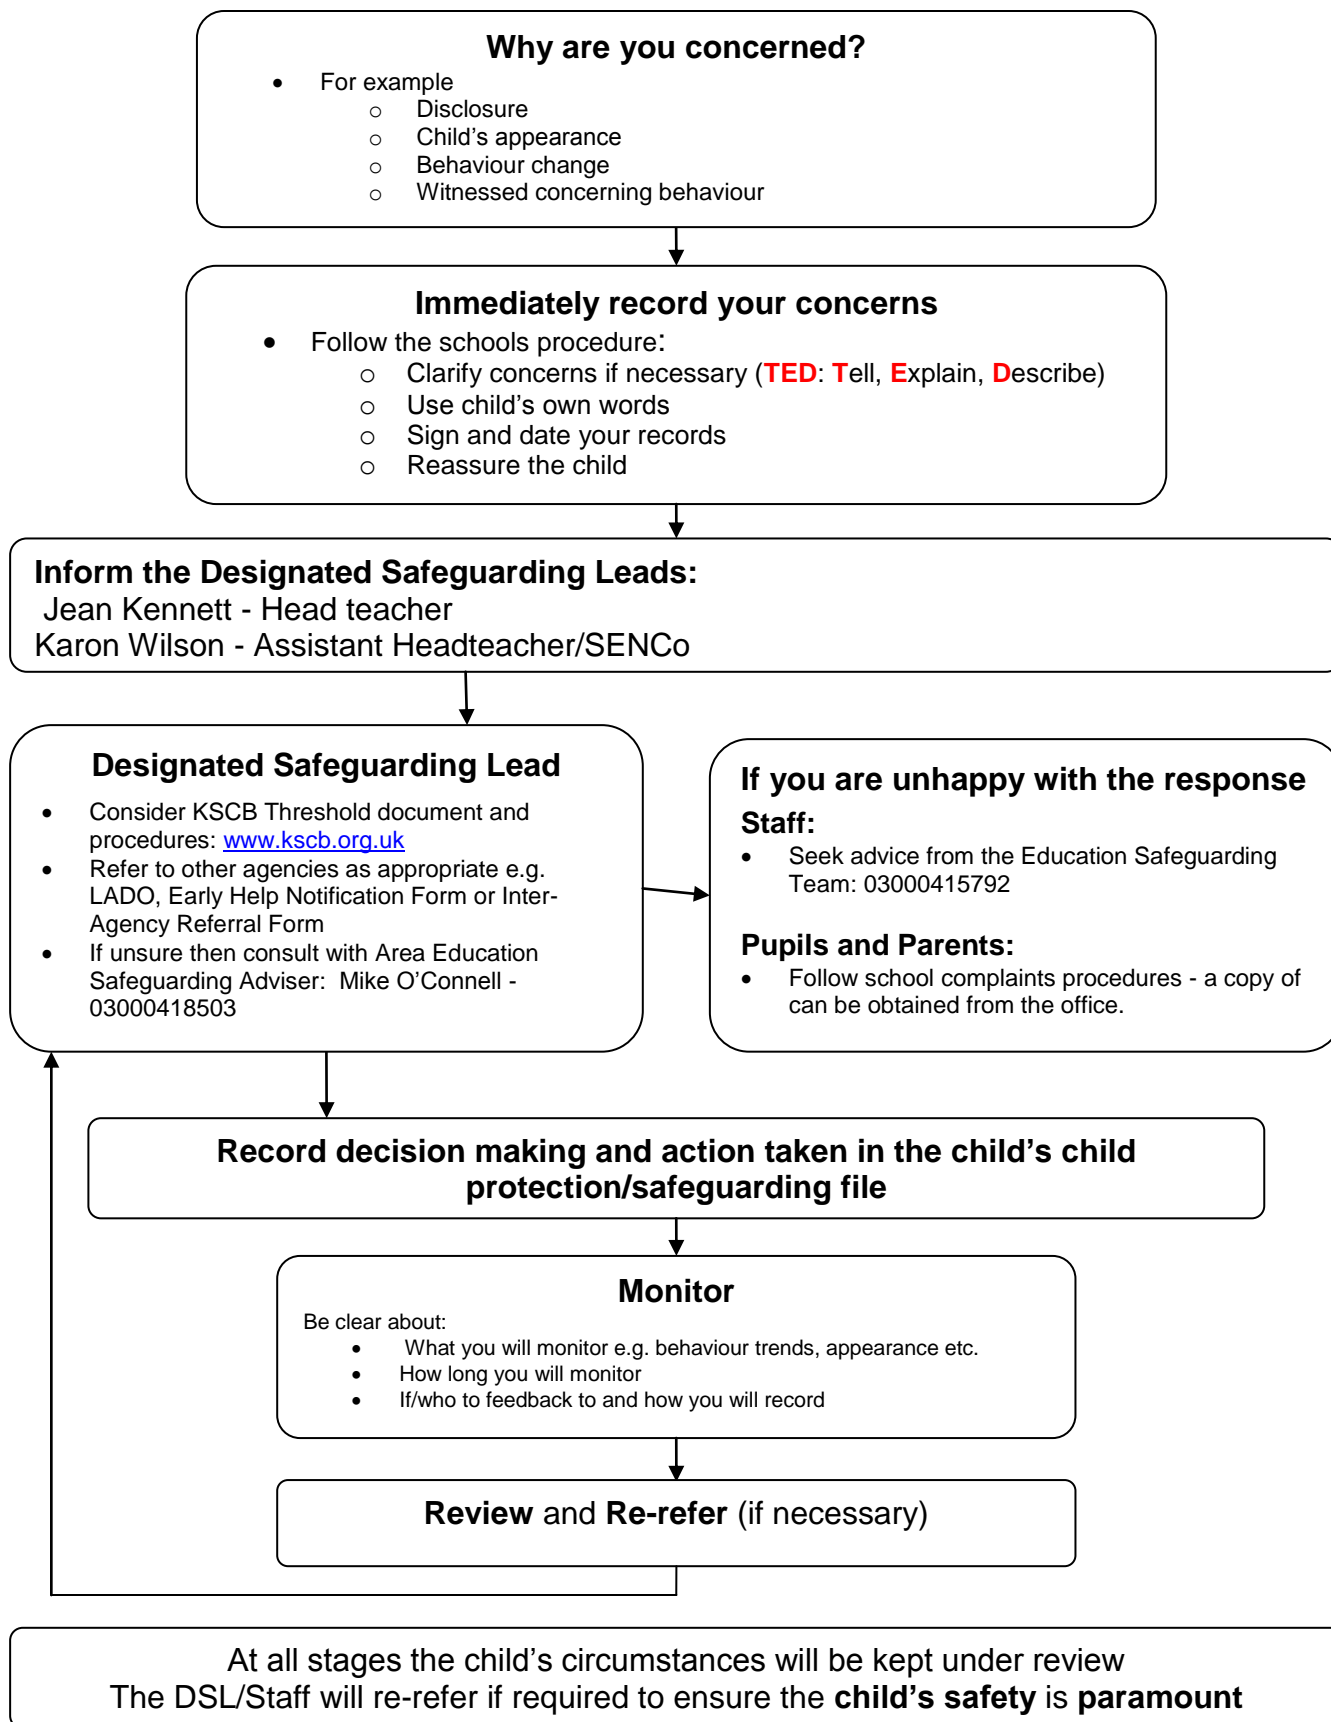 Why are you concerned?
• For example
o Disclosure
o Child’s appearance
o Behaviour change
o Witnessed concerning behaviour
Immediately record your concerns
• Follow the schools procedure:
o Clarify concerns if necessary (TED: Tell, Explain, Describe)
o Use child’s own words
o Sign and date your records
o Reassure the child
Inform the Designated Safeguarding Leads:
Jean Kennett - Head teacher
Karon Wilson - Assistant Headteacher/SENCo
Designated Safeguarding Lead
• Consider KSCB Threshold document and
procedures: www.kscb.org.uk
• Refer to other agencies as appropriate e.g.
LADO, Early Help Notification Form or Inter-
Agency Referral Form
• If unsure then consult with Area Education
Safeguarding Adviser: Mike O’Connell -
03000418503
If you are unhappy with the response
Staff:
• Seek advice from the Education Safeguarding
Team: 03000415792
Pupils and Parents:
• Follow school complaints procedures - a copy of
can be obtained from the office.
Record decision making and action taken in the child’s child
protection/safeguarding file
Monitor
Be clear about:
• What you will monitor e.g. behaviour trends, appearance etc.
• How long you will monitor
• If/who to feedback to and how you will record
Review and Re-refer (if necessary)
At all stages the child’s circumstances will be kept under review
The DSL/Staff will re-refer if required to ensure the child’s safety is paramount